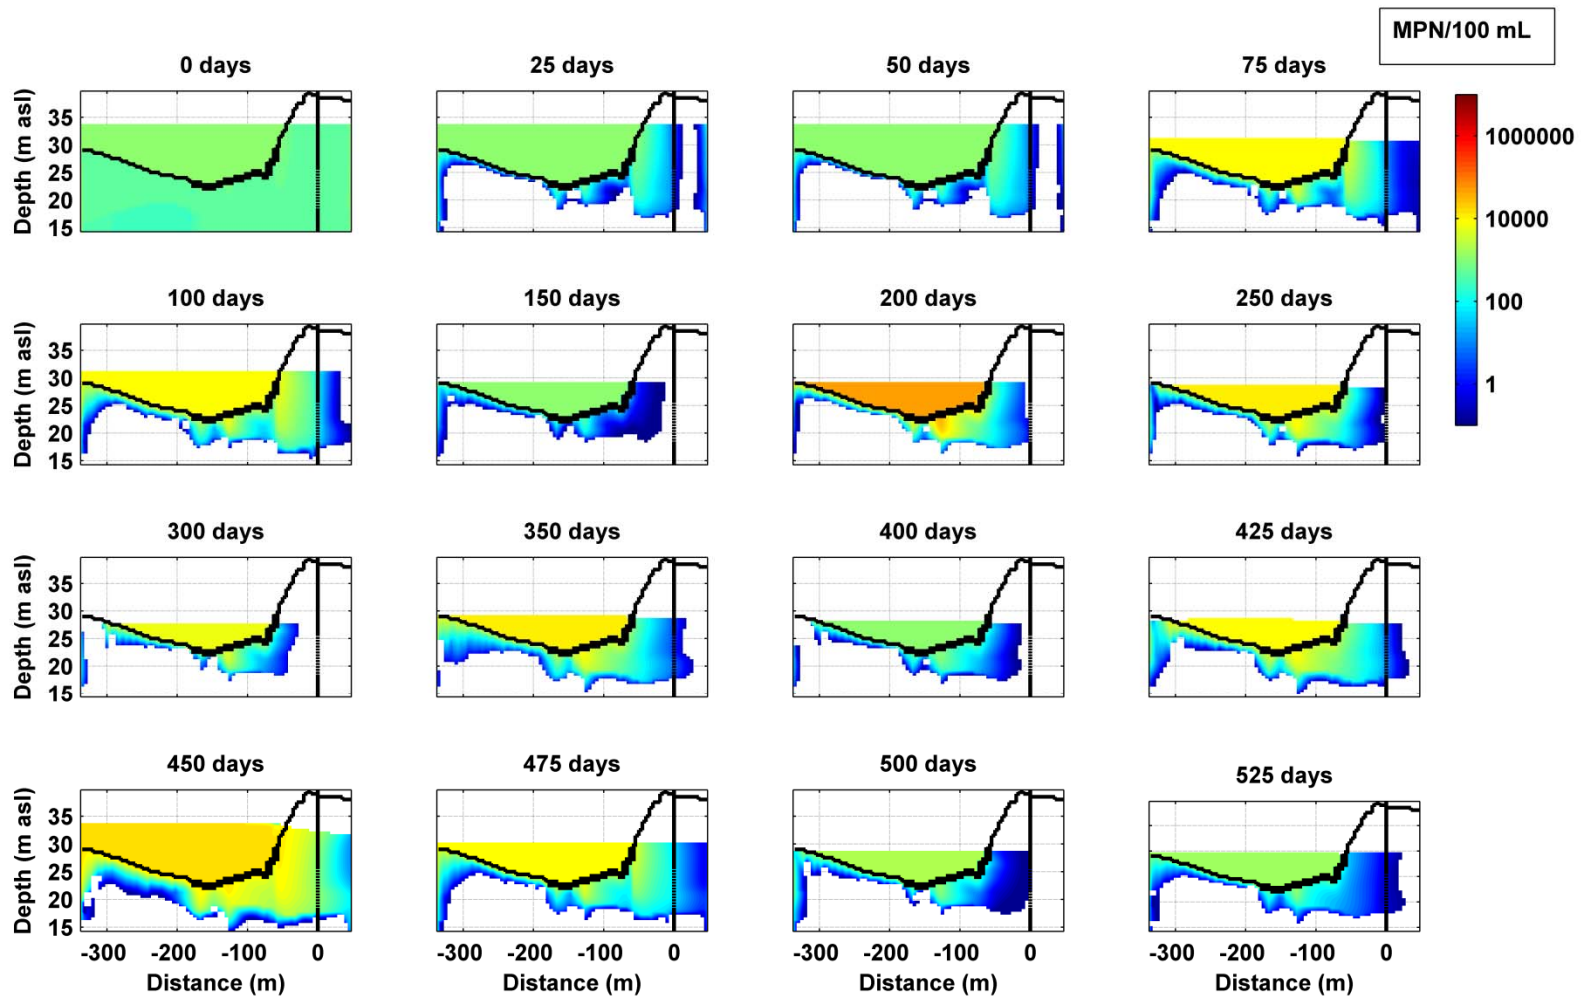 MPN/100 mL
0 days
25 days
50 days
75 days
Depth (m asl)
35
30
25
20
15
1000000
10000
100
1
100 days
150 days
200 days
250 days
Depth (m asl)
35
30
25
20
15
300 days
350 days
400 days
425 days
Depth (m asl)
35
30
25
20
15
450 days
475 days
500 days
525 days
Depth (m asl)
35
30
25
20
15
-300 -200 -100 0
-300 -200 -100 0
-300 -200 -100 0
-300 -200 -100 0
Distance (m)
Distance (m)
Distance (m)
Distance (m)